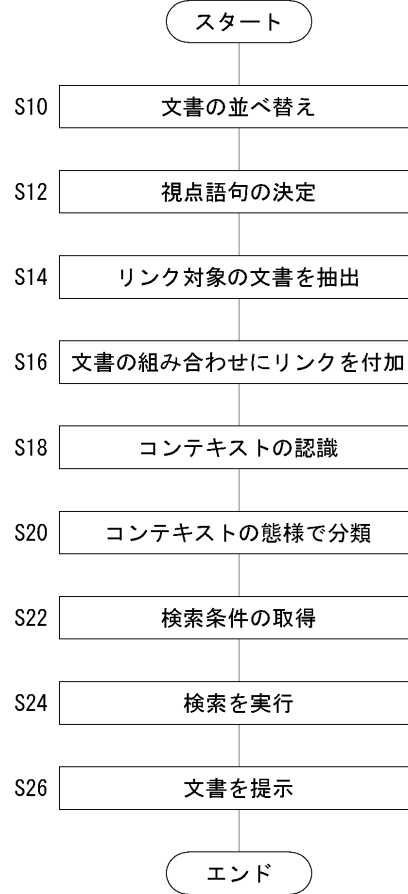 スタート
S10 文書の並べ替え
S12 視点語句の決定
S14 リンク対象の文書を抽出
S16 文書の組み合わせにリンクを付加
S18 コンテキストの認識
S20 コンテキストの態様で分類
S22 検索条件の取得
S24 検索を実行
S26 文書を提示
エンド